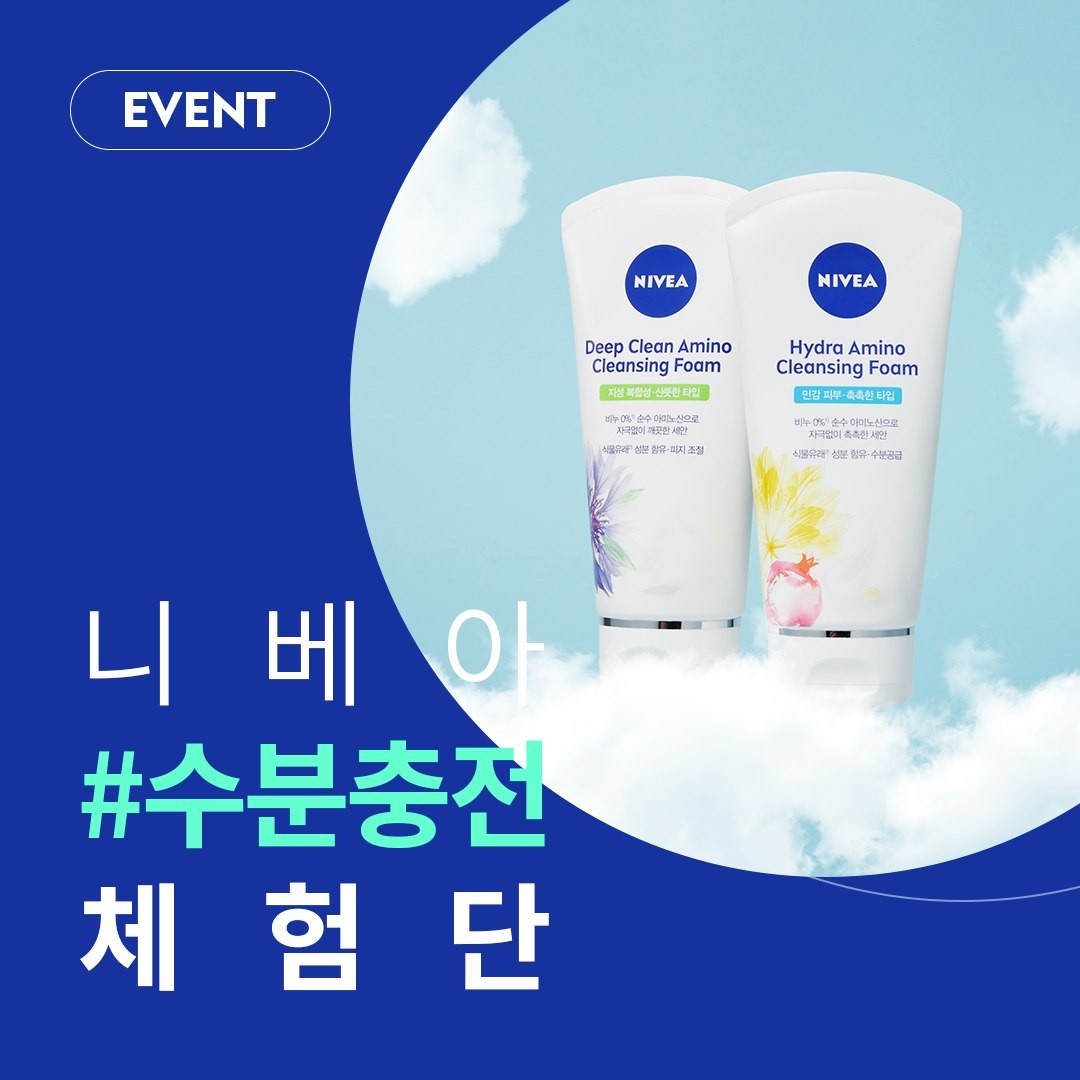 EVENT
NIVEA
Deep Clean Amino
Cleansing Foam
지성 복합성·산뜻한 타입
비누 0%¹⁾ 순수 아미노산으로
자극없이 깨끗한 세안
식물유래²⁾ 성분 함유·피지 조절
NIVEA
Hydra Amino
Cleansing Foam
민감 피부·촉촉한 타입
비누 0%¹⁾ 순수 아미노산으로
자극없이 촉촉한 세안
식물유래²⁾ 성분 함유·수분공급
니베아
#수분충전
체험단